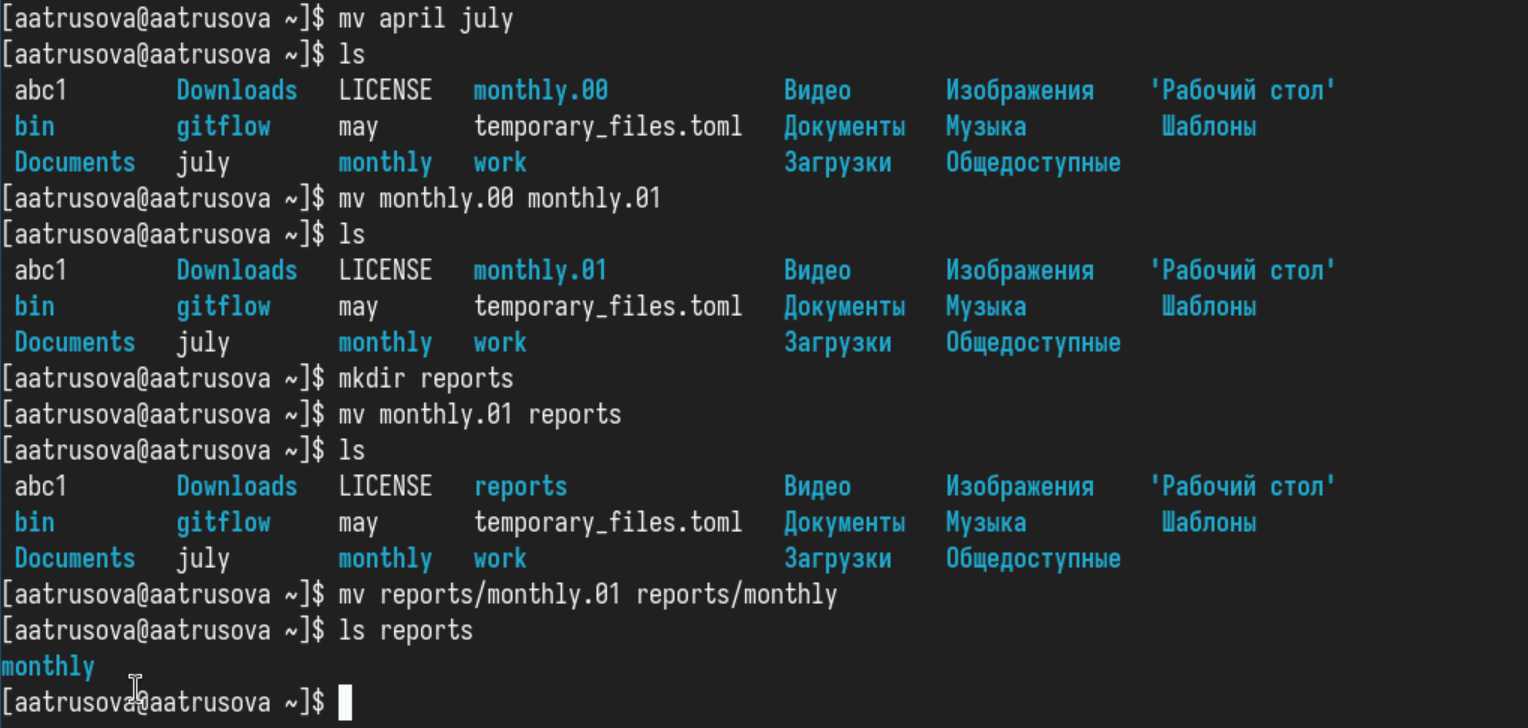 [aatrusova@aatrusova ~]$ mv april july
[aatrusova@aatrusova ~]$ ls
abc1 Downloads LICENSE monthly.00 Видео Изображения 'Рабочий стол'
bin gitflow may temporary_files.toml Документы Музыка Шаблоны
Documents july monthly work Загрузки Общедоступные
[aatrusova@aatrusova ~]$ mv monthly.00 monthly.01
[aatrusova@aatrusova ~]$ ls
abc1 Downloads LICENSE monthly.01 Видео Изображения 'Рабочий стол'
bin gitflow may temporary_files.toml Документы Музыка Шаблоны
Documents july monthly work Загрузки Общедоступные
[aatrusova@aatrusova ~]$ mkdir reports
[aatrusova@aatrusova ~]$ mv monthly.01 reports
[aatrusova@aatrusova ~]$ ls
abc1 Downloads LICENSE reports Видео Изображения 'Рабочий стол'
bin gitflow may temporary_files.toml Документы Музыка Шаблоны
Documents july monthly work Загрузки Общедоступные
[aatrusova@aatrusova ~]$ mv reports/monthly.01 reports/monthly
[aatrusova@aatrusova ~]$ ls reports
monthly
[aatrusova@aatrusova ~]$